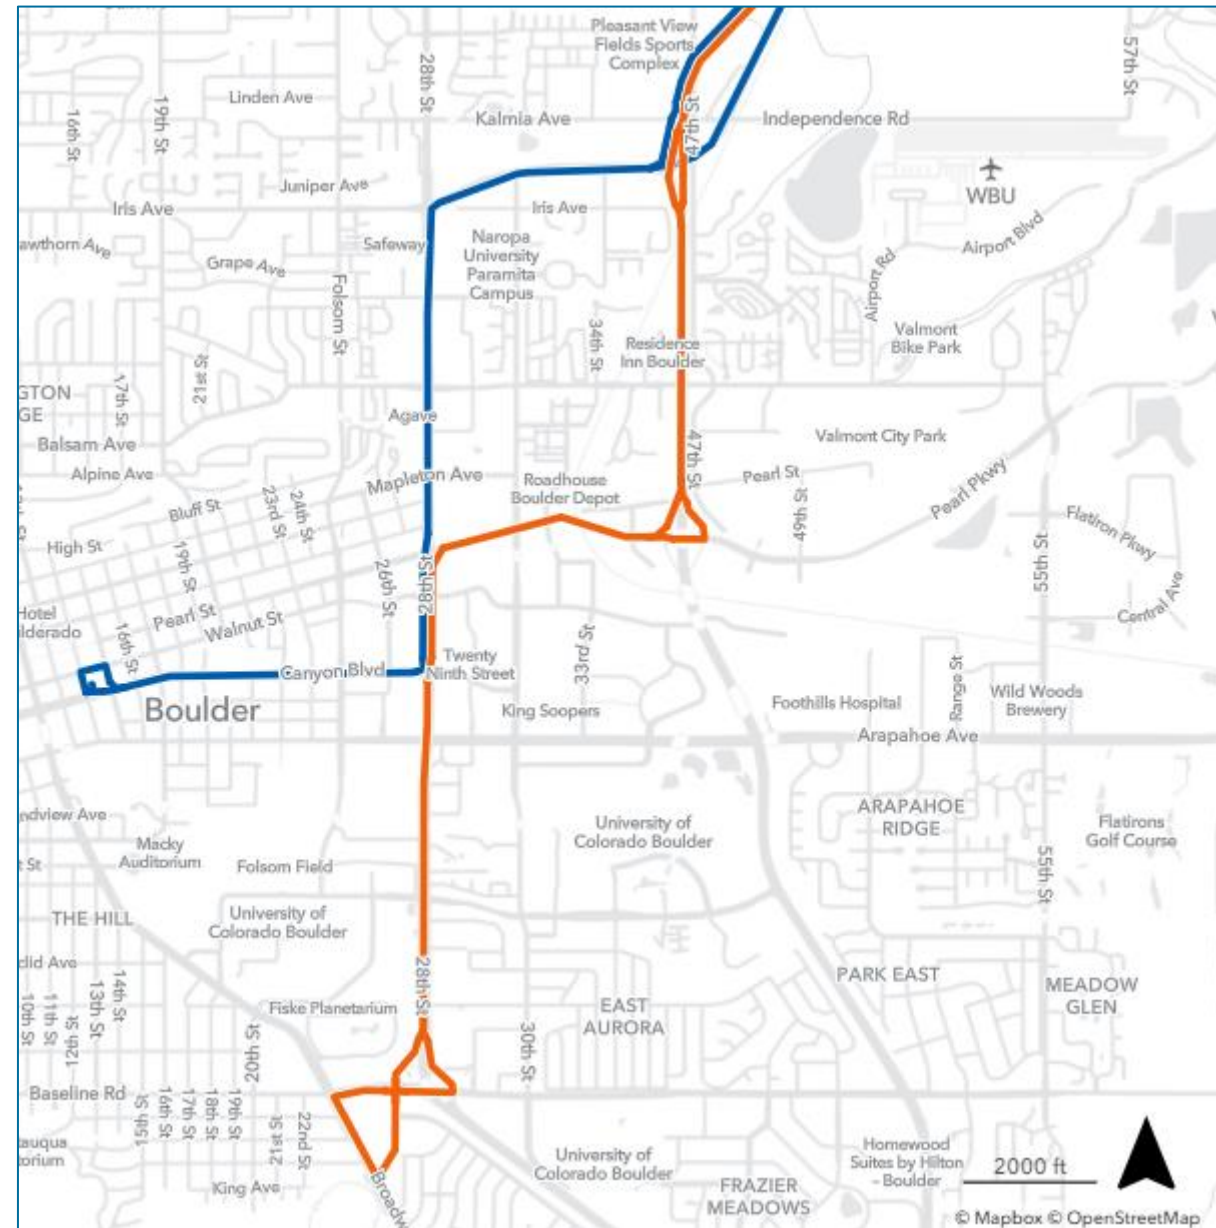 Pleasant View
Fields Sports
Complex
28th St
57th St
Linden Ave
16th St
19th St
Kalmia Ave
47th St
Independence Rd
WBU
Juniper Ave
Iris Ave
Iris Ave
awthorn Ave
Safeway
Grape Ave
Naropa
University
Paramita
Campus
Airport Blvd
Airport Rd
Folsom St
34th St
Residence
Inn Boulder
Valmont
Bike Park
GTON
GE
17th St
21st St
Agave
Balsam Ave
47th St
Valmont City Park
Alpine Ave
Mapleton Ave
Roadhouse
Boulder Depot
Pearl St
Pearl Pkwy
Bluff St
23rd St
24th St
49th St
Flatiron Pkwy
High St
19th St
26th St
28th St
55th St
Central Ave
Hotel
lderado
Pearl St
Walnut St
16th St
33rd St
Canyon Blvd
Twenty
Ninth Street
Boulder
King Soopers
Foothills Hospital
Range St
Wild Woods
Brewery
Arapahoe Ave
ndview Ave
Macky
Auditorium
Folsom Field
University of
Colorado Boulder
ARAPAHOE
RIDGE
Flatirons
Golf Course
t St
55th St
THE HILL
University of
Colorado Boulder
clid Ave
28th St
PARK EAST
MEADOW
GLEN
10th St
11th St
12th St
13th St
14th St
Fiske Planetarium
EAST
AURORA
20th St
30th St
Baseline Rd
15th St
16th St
17th St
18th St
19th St
21st St
22nd St
auqua
torium
King Ave
Broadw
University of
Colorado Boulder
FRAZIER
MEADOWS
Homewood
Suites by Hilton
- Boulder
2000 ft
© Mapbox © OpenStreetMap